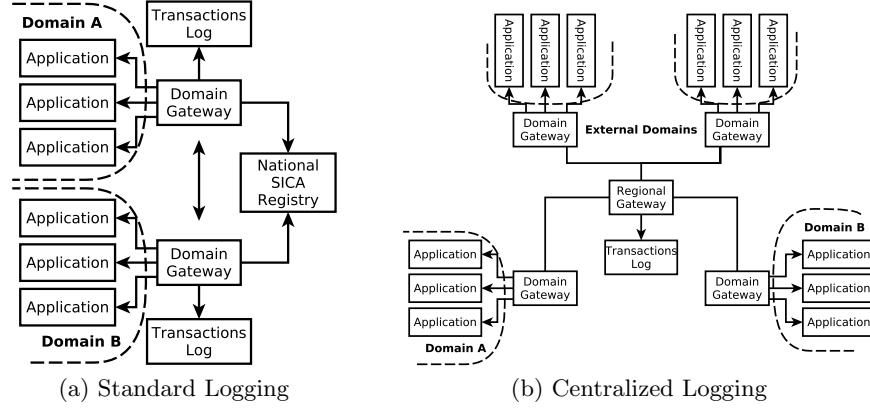 Domain A
Application
Application
Application
Transactions
Log
Domain
Gateway
National
SICA
Registry
Application
Application
Application
Domain
Gateway
Domain B
Transactions
Log
(a) Standard Logging
Application
Application
Application
Application
Application
Application
Domain
Gateway
External Domains
Domain
Gateway
Regional
Gateway
Transactions
Log
Application
Application
Application
Domain A
Domain
Gateway
Domain
Gateway
Domain B
Application
Application
Application
(b) Centralized Logging